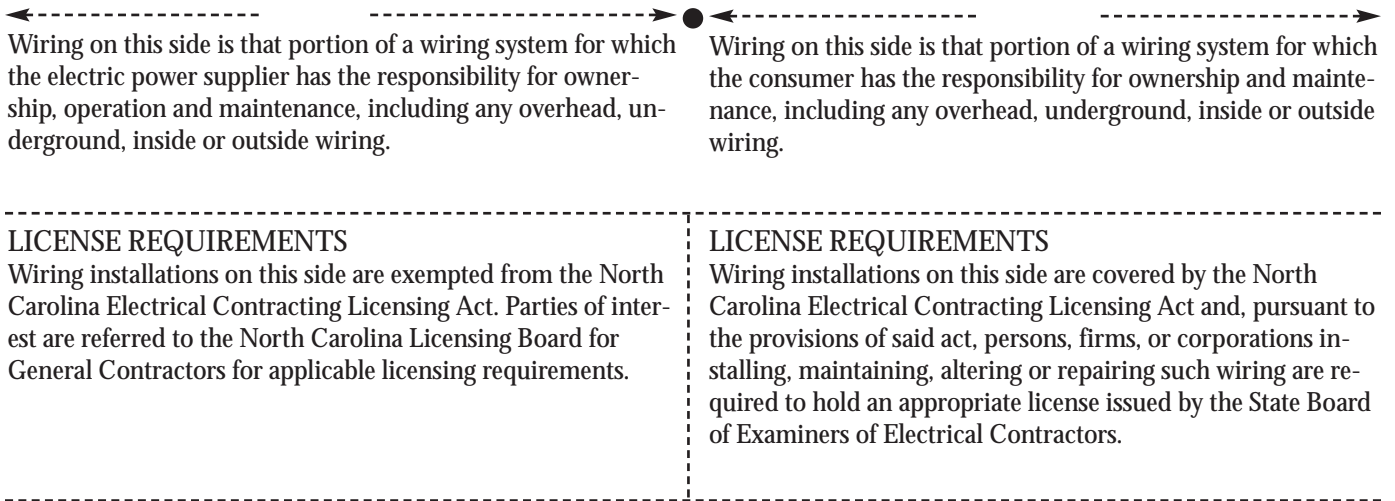 Wiring on this side is that portion of a wiring system for which
the electric power supplier has the responsibility for owner-
ship, operation and maintenance, including any overhead, un-
derground, inside or outside wiring.
Wiring on this side is that portion of a wiring system for which
the consumer has the responsibility for ownership and mainte-
nance, including any overhead, underground, inside or outside
wiring.
LICENSE REQUIREMENTS
Wiring installations on this side are exempted from the North
Carolina Electrical Contracting Licensing Act. Parties of inter-
est are referred to the North Carolina Licensing Board for
General Contractors for applicable licensing requirements.
LICENSE REQUIREMENTS
Wiring installations on this side are covered by the North
Carolina Electrical Contracting Licensing Act and, pursuant to
the provisions of said act, persons, firms, or corporations in-
stalling, maintaining, altering or repairing such wiring are re-
quired to hold an appropriate license issued by the State Board
of Examiners of Electrical Contractors.